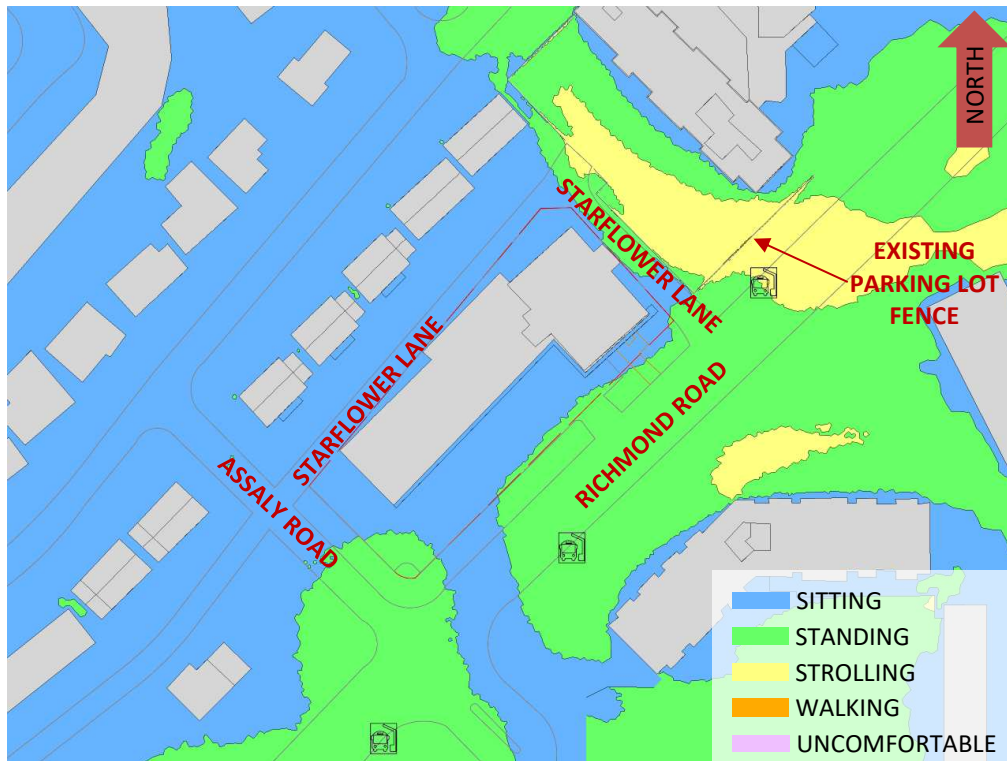 NORTH
STARFLOWER LANE
EXISTING
PARKING LOT
FENCE
STARFLOWER LANE
RICHMOND ROAD
ASSALY ROAD
SITTING
STANDING
STROLLING
WALKING
UNCOMFORTABLE